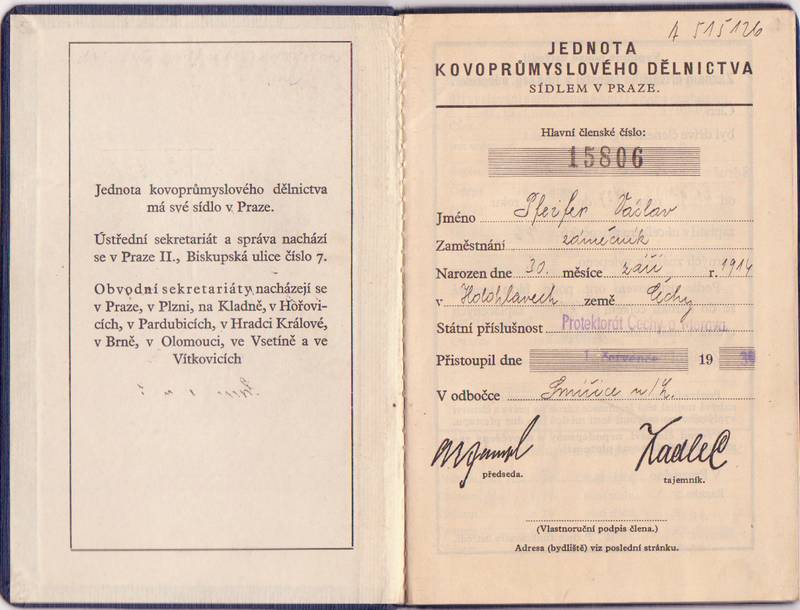 Jednota kovoprůmyslového dělnictva
má své sídlo v Praze.
Ústřední sekretariát a správa nachází
se v Praze II., Biskupská ulice číslo 7.
Obvodní sekretariáty nacházejí se
v Praze, v Plzni, na Kladně, v Hořovi-
cích, v Pardubicích, v Hradci Králové,
v Brně, v Olomouci, ve Vsetíně a ve
Vítkovicích
A 515126
JEDNOTA
KOVOPRŮMYSLOVÉHO DĚLNICTVA
SÍDLEM V PRAZE.
Hlavní členské číslo:
15806
Jméno Pfeifer Václav
Zaměstnání zámečník
Narozen dne 30. měsíce září r. 1914
v Holohlavech země Čechy
Státní příslušnost Protektorát Čechy a Morava.
Přistoupil dne 1. července 19 39
V odbočce Smiřice n/L.
předseda.
Kadlec
tajemník.
(Vlastnoruční podpis člena.)
Adresa (bydliště) viz poslední stránku.